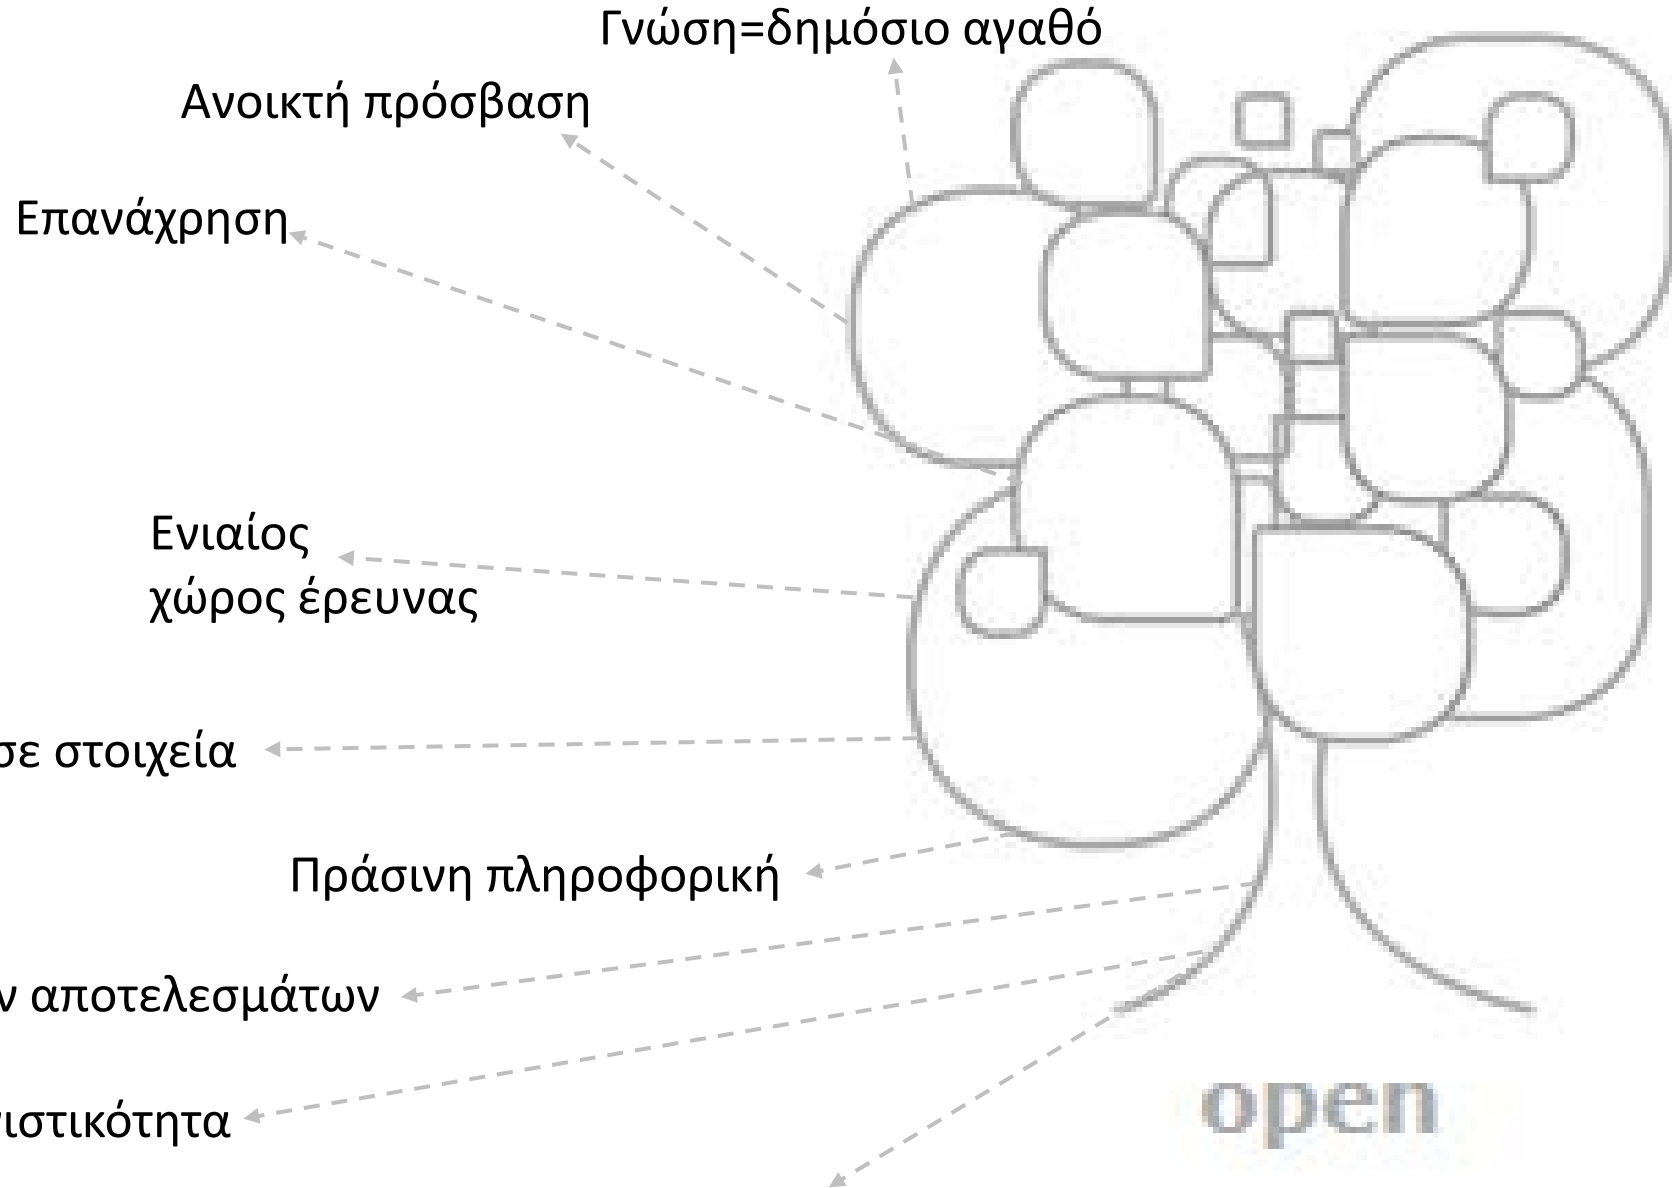 Γνώση=δημόσιο αγαθό
Ανοικτή πρόσβαση
Επανάχρηση
Ενιαίος
χώρος έρευνας
σε στοιχεία
Πράσινη πληροφορική
ν αποτελεσμάτων
ιστικότητα
open